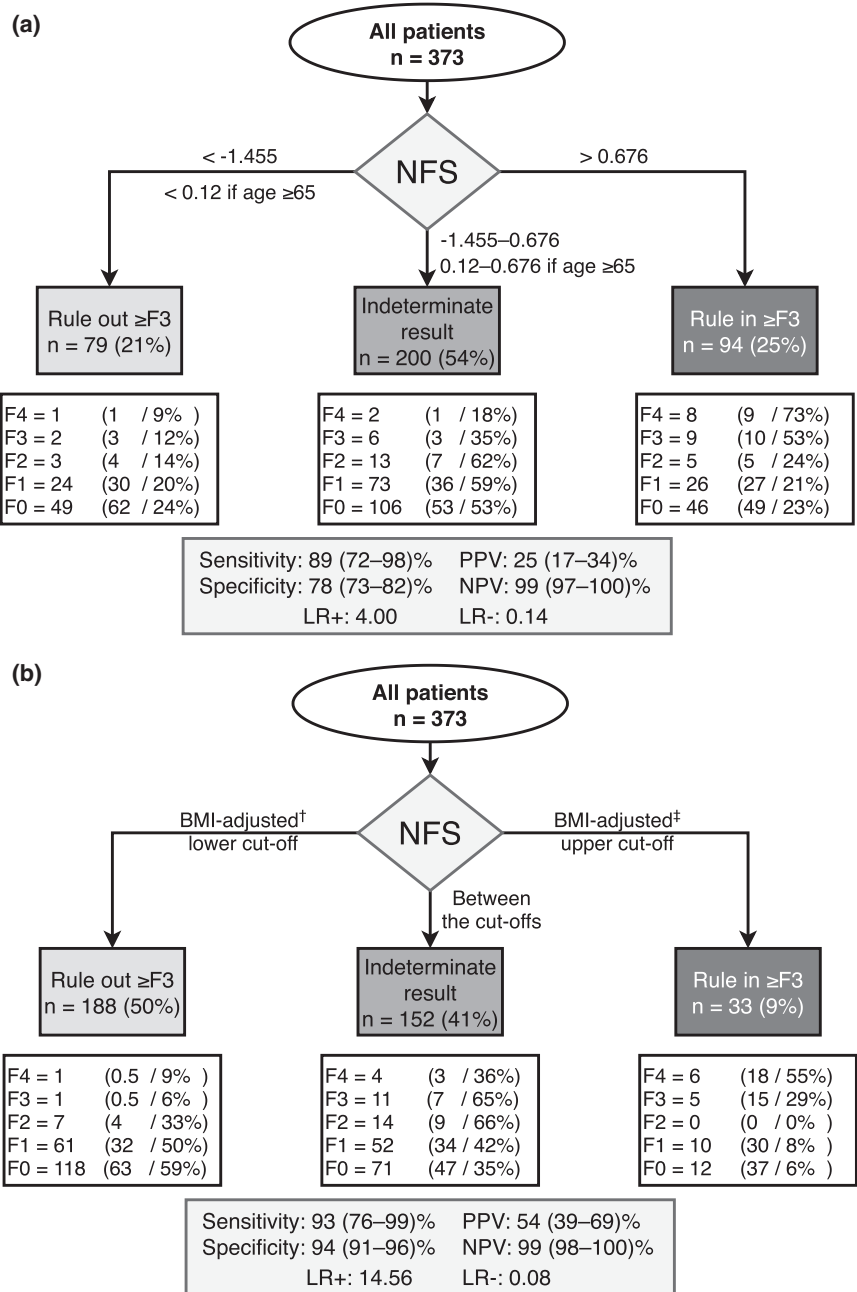 (a)
All patients
n = 373
NFS
< -1.455
< 0.12 if age ≥65
> 0.676
-1.455–0.676
0.12–0.676 if age ≥65
Rule out ≥F3
n = 79 (21%)
Indeterminate
result
n = 200 (54%)
Rule in ≥F3
n = 94 (25%)
F4 = 1 (1 / 9% )
F3 = 2 (3 / 12%)
F2 = 3 (4 / 14%)
F1 = 24 (30 / 20%)
F0 = 49 (62 / 24%)
F4 = 2 (1 / 18%)
F3 = 6 (3 / 35%)
F2 = 13 (7 / 62%)
F1 = 73 (36 / 59%)
F0 = 106 (53 / 53%)
F4 = 8 (9 / 73%)
F3 = 9 (10 / 53%)
F2 = 5 (5 / 24%)
F1 = 26 (27 / 21%)
F0 = 46 (49 / 23%)
Sensitivity: 89 (72–98)% PPV: 25 (17–34)%
Specificity: 78 (73–82)% NPV: 99 (97–100)%
LR+: 4.00 LR-: 0.14
(b)
All patients
n = 373
NFS
BMI-adjusted†
lower cut-off
BMI-adjusted‡
upper cut-off
Between
the cut-offs
Rule out ≥F3
n = 188 (50%)
Indeterminate
result
n = 152 (41%)
Rule in ≥F3
n = 33 (9%)
F4 = 1 (0.5 / 9% )
F3 = 1 (0.5 / 6% )
F2 = 7 (4 / 33%)
F1 = 61 (32 / 50%)
F0 = 118 (63 / 59%)
F4 = 4 (3 / 36%)
F3 = 11 (7 / 65%)
F2 = 14 (9 / 66%)
F1 = 52 (34 / 42%)
F0 = 71 (47 / 35%)
F4 = 6 (18 / 55%)
F3 = 5 (15 / 29%)
F2 = 0 (0 / 0% )
F1 = 10 (30 / 8% )
F0 = 12 (37 / 6% )
Sensitivity: 93 (76–99)% PPV: 54 (39–69)%
Specificity: 94 (91–96)% NPV: 99 (98–100)%
LR+: 14.56 LR-: 0.08